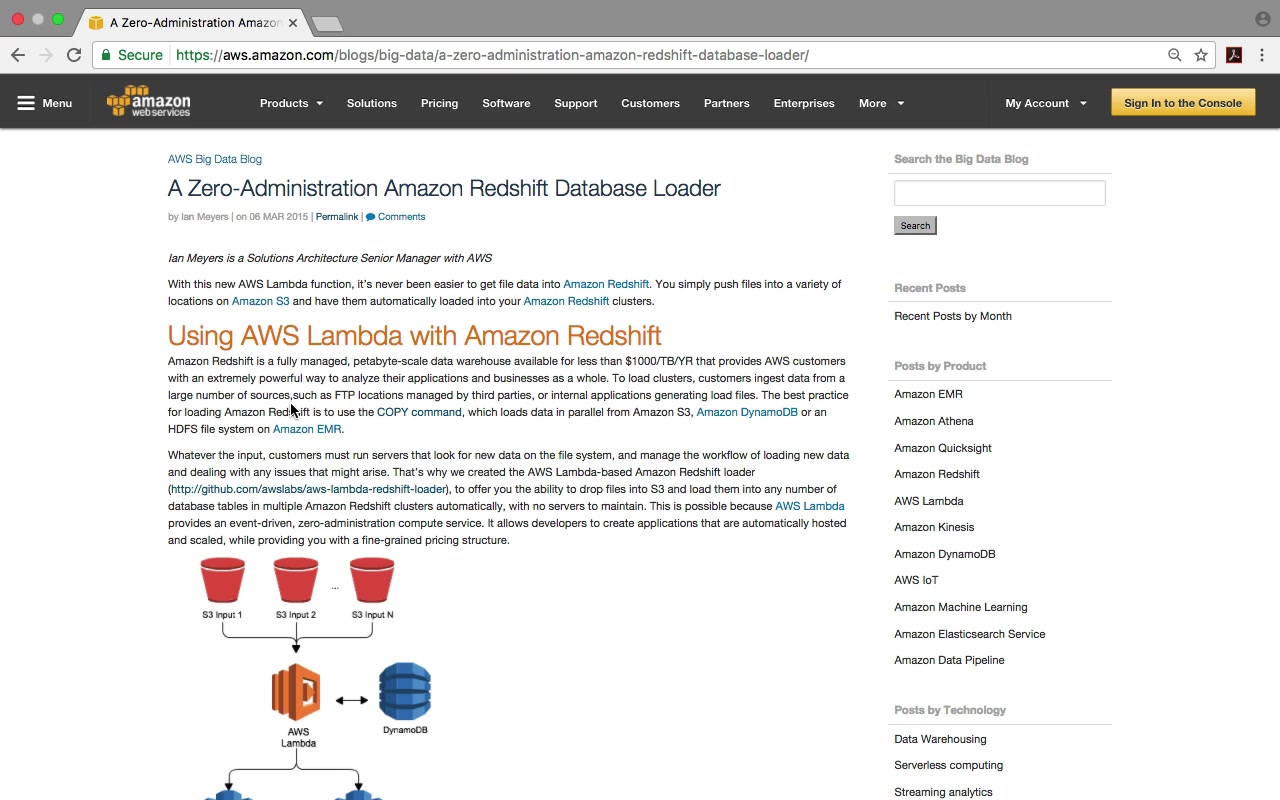 A Zero-Administration Amazon
Secure
https://aws.amazon.com/blogs/big-data/a-zero-administration-amazon-redshift-database-loader/
Menu
amazon
webservices
Products
Solutions
Pricing
Software
Support
Customers
Partners
Enterprises
More
My Account
Sign In to the Console
AWS Big Data Blog
A Zero-Administration Amazon Redshift Database Loader
by Ian Meyers | on 06 MAR 2015 | Permalink | Comments
Ian Meyers is a Solutions Architecture Senior Manager with AWS
With this new AWS Lambda function, it's never been easier to get file data into Amazon Redshift. You simply push files into a variety of
locations on Amazon S3 and have them automatically loaded into your Amazon Redshift clusters.
Using AWS Lambda with Amazon Redshift
Amazon Redshift is a fully managed, petabyte-scale data warehouse available for less than $1000/TB/YR that provides AWS customers
with an extremely powerful way to analyze their applications and businesses as a whole. To load clusters, customers ingest data from a
large number of sources,such as FTP locations managed by third parties, or internal applications generating load files. The best practice
for loading Amazon Redshift is to use the COPY command, which loads data in parallel from Amazon S3, Amazon DynamoDB or an
HDFS file system on Amazon EMR.
Whatever the input, customers must run servers that look for new data on the file system, and manage the workflow of loading new data
and dealing with any issues that might arise. That's why we created the AWS Lambda-based Amazon Redshift loader
(http://github.com/awslabs/aws-lambda-redshift-loader), to offer you the ability to drop files into S3 and load them into any number of
database tables in multiple Amazon Redshift clusters automatically, with no servers to maintain. This is possible because AWS Lambda
provides an event-driven, zero-administration compute service. It allows developers to create applications that are automatically hosted
and scaled, while providing you with a fine-grained pricing structure.
...
S3 Input 1
S3 Input 2
S3 Input N
AWS
Lambda
DynamoDB
Search the Big Data Blog
Search
Recent Posts
Recent Posts by Month
Posts by Product
Amazon EMR
Amazon Athena
Amazon Quicksight
Amazon Redshift
AWS Lambda
Amazon Kinesis
Amazon DynamoDB
AWS IoT
Amazon Machine Learning
Amazon Elasticsearch Service
Amazon Data Pipeline
Posts by Technology
Data Warehousing
Serverless computing
Streaming analytics